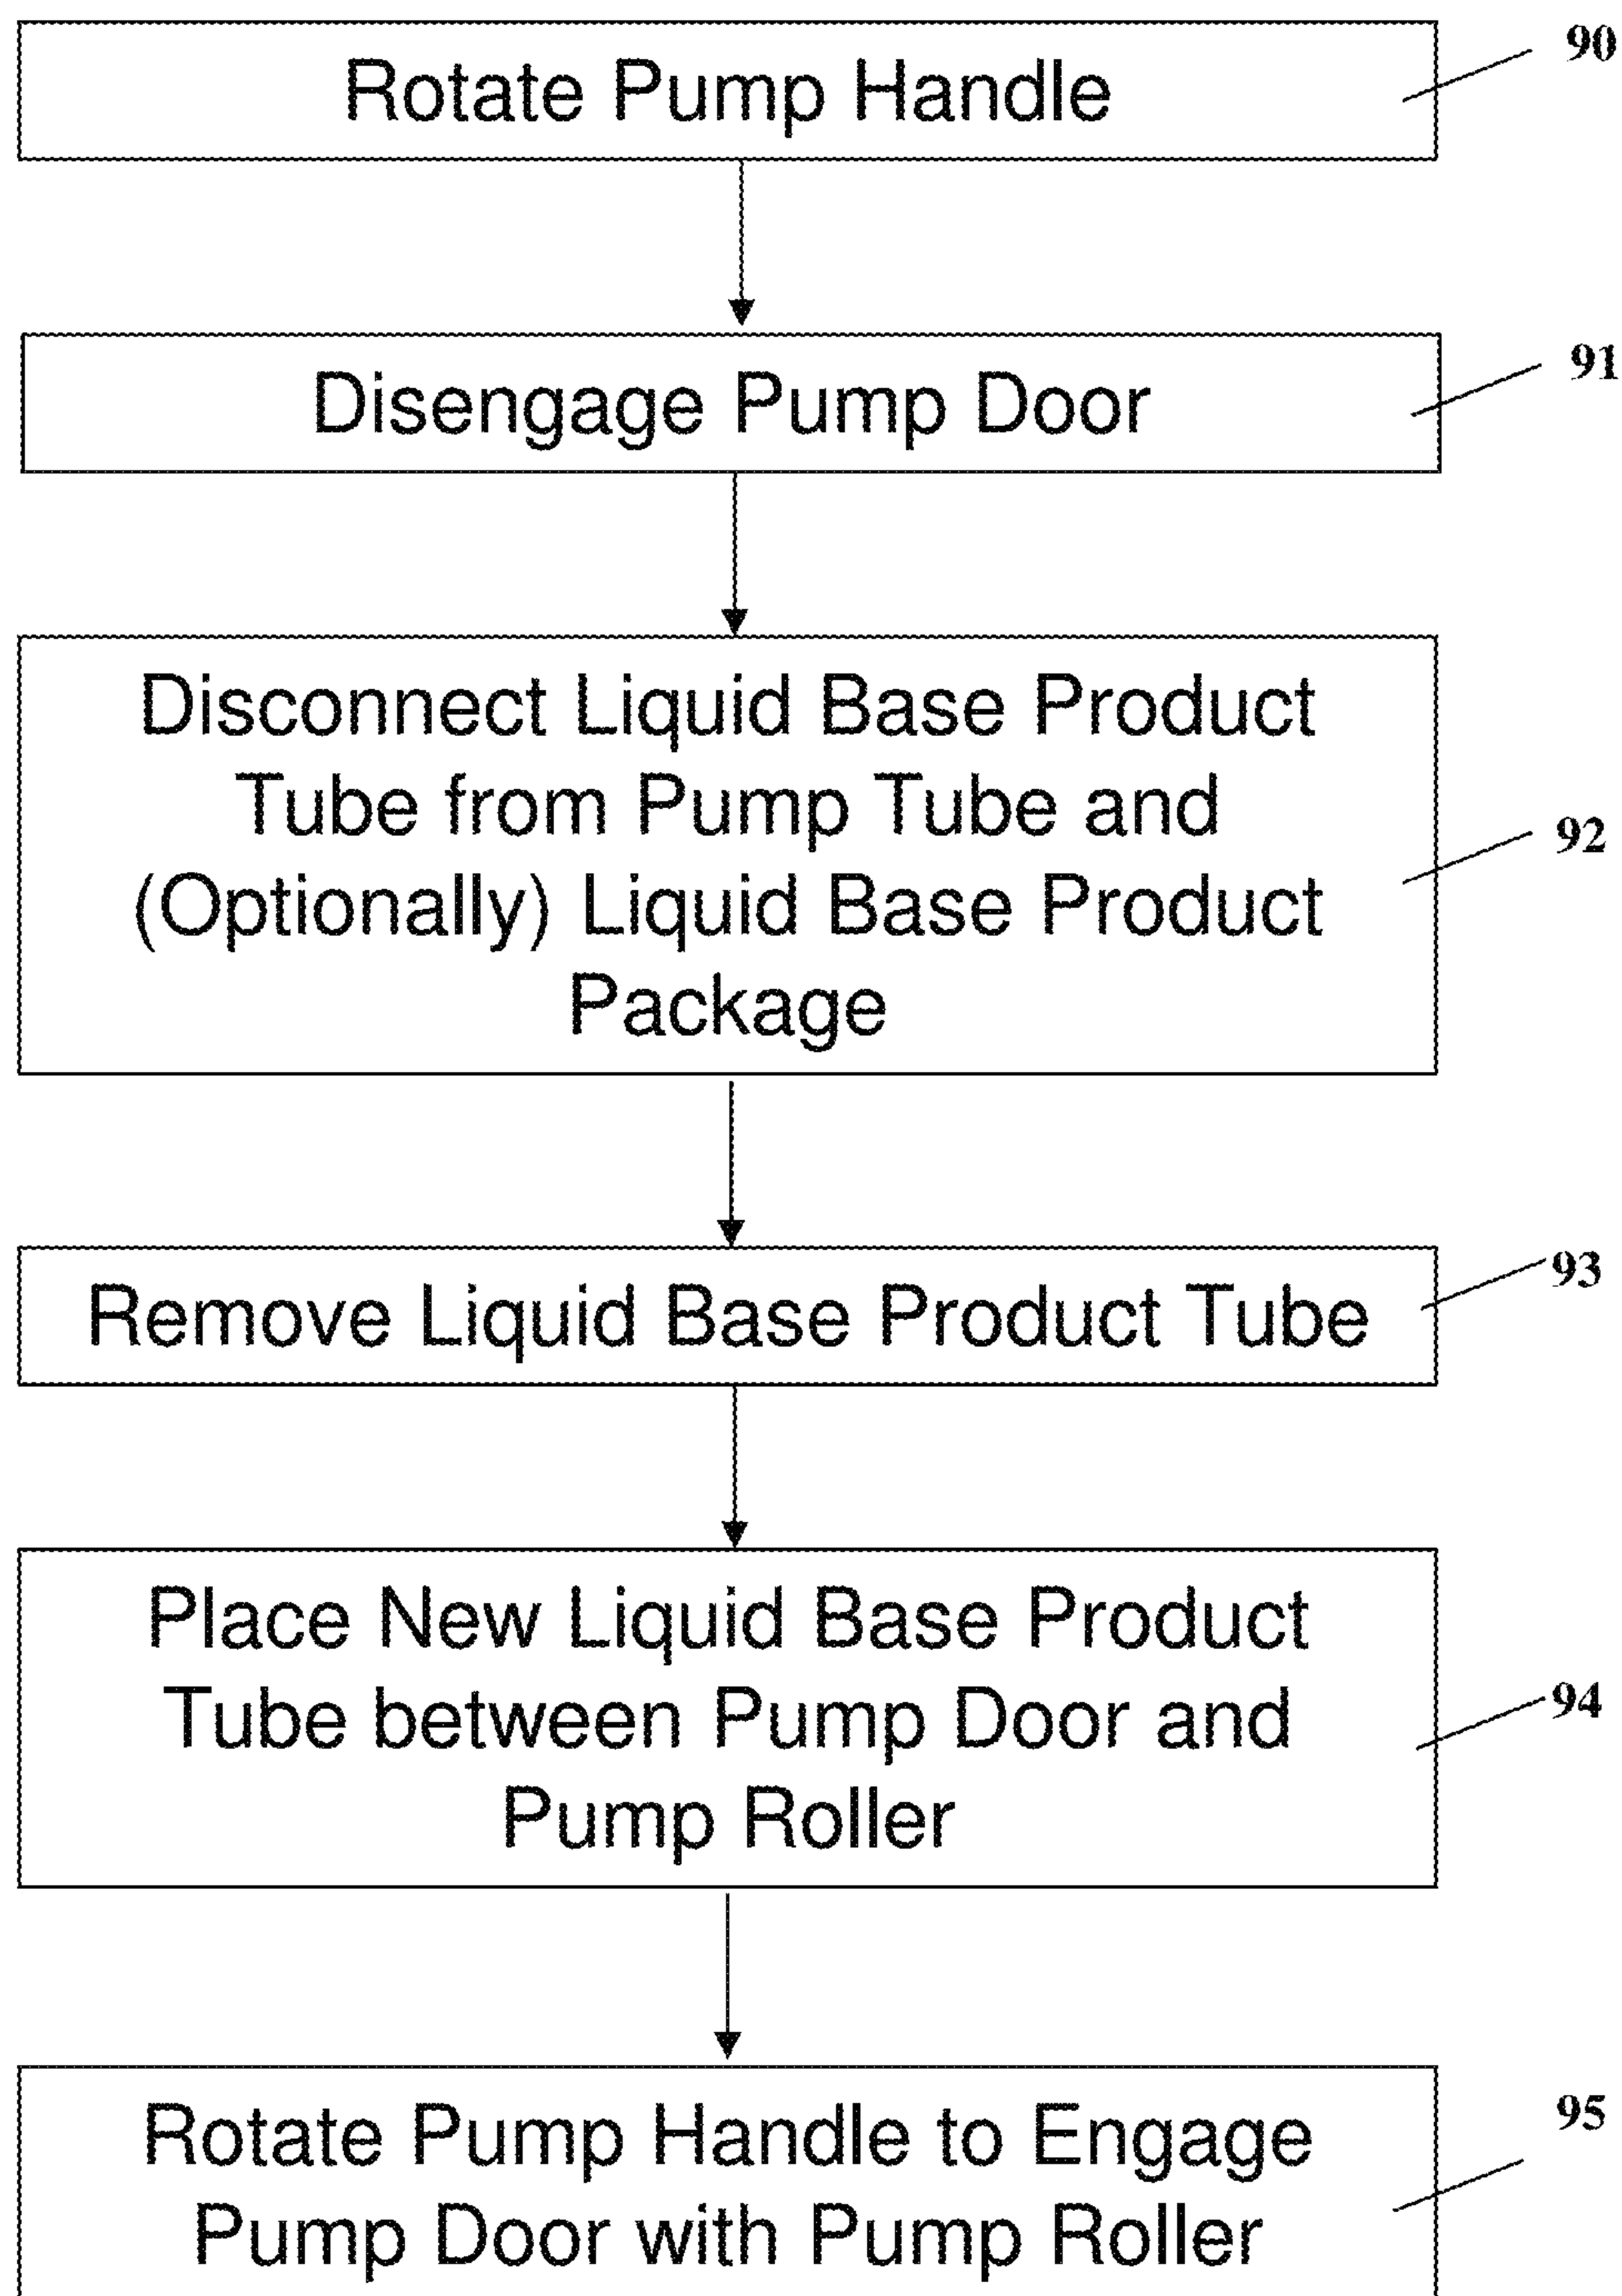 Rotate Pump Handle
90
Disengage Pump Door
91
Disconnect Liquid Base Product
Tube from Pump Tube and
(Optionally) Liquid Base Product
Package
92
Remove Liquid Base Product Tube
93
Place New Liquid Base Product
Tube between Pump Door and
Pump Roller
94
Rotate Pump Handle to Engage
Pump Door with Pump Roller
95